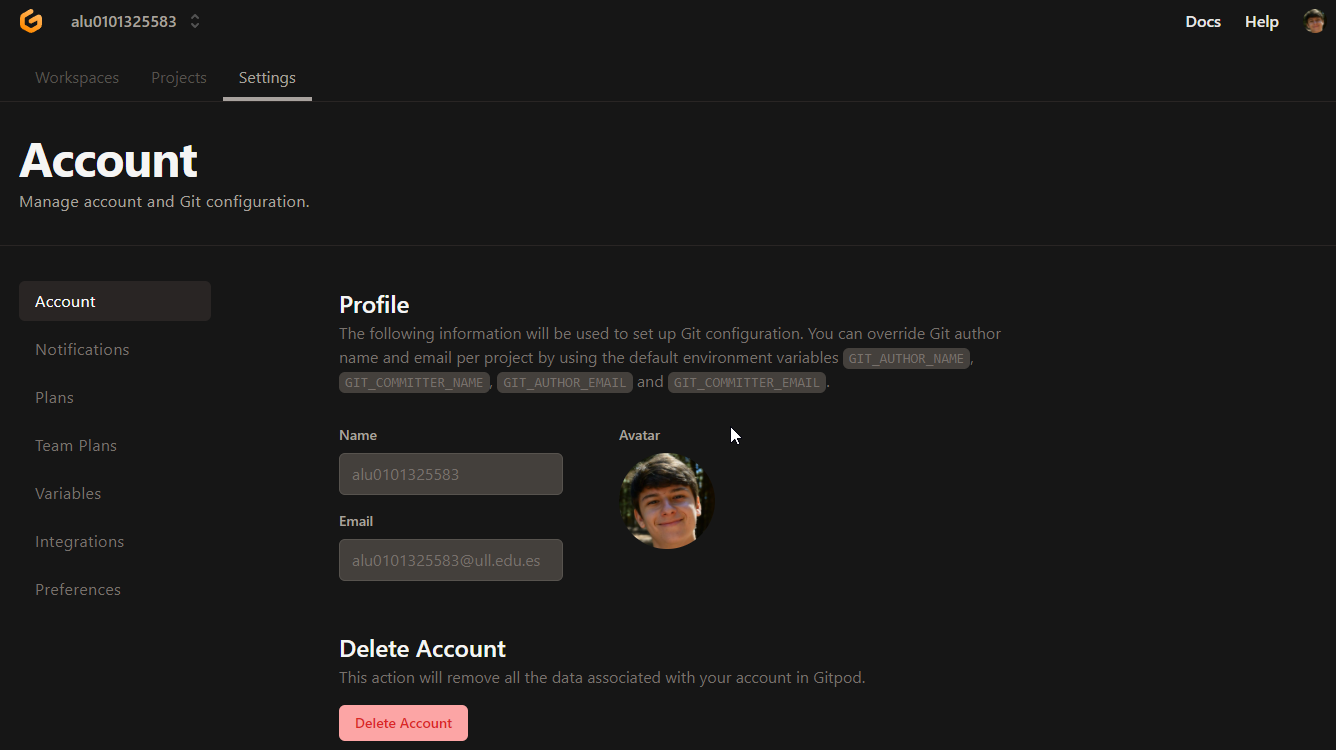 alu0101325583
Docs Help
Workspaces Projects Settings
Account
Manage account and Git configuration.
Account
Notifications
Plans
Team Plans
Variables
Integrations
Preferences
Profile
The following information will be used to set up Git configuration. You can override Git author
name and email per project by using the default environment variables GIT_AUTHOR_NAME,
GIT_COMMITTER_NAME, GIT_AUTHOR_EMAIL and GIT_COMMITTER_EMAIL.
Name
alu0101325583
Email
alu0101325583@ull.edu.es
Avatar
Delete Account
This action will remove all the data associated with your account in Gitpod.
Delete Account